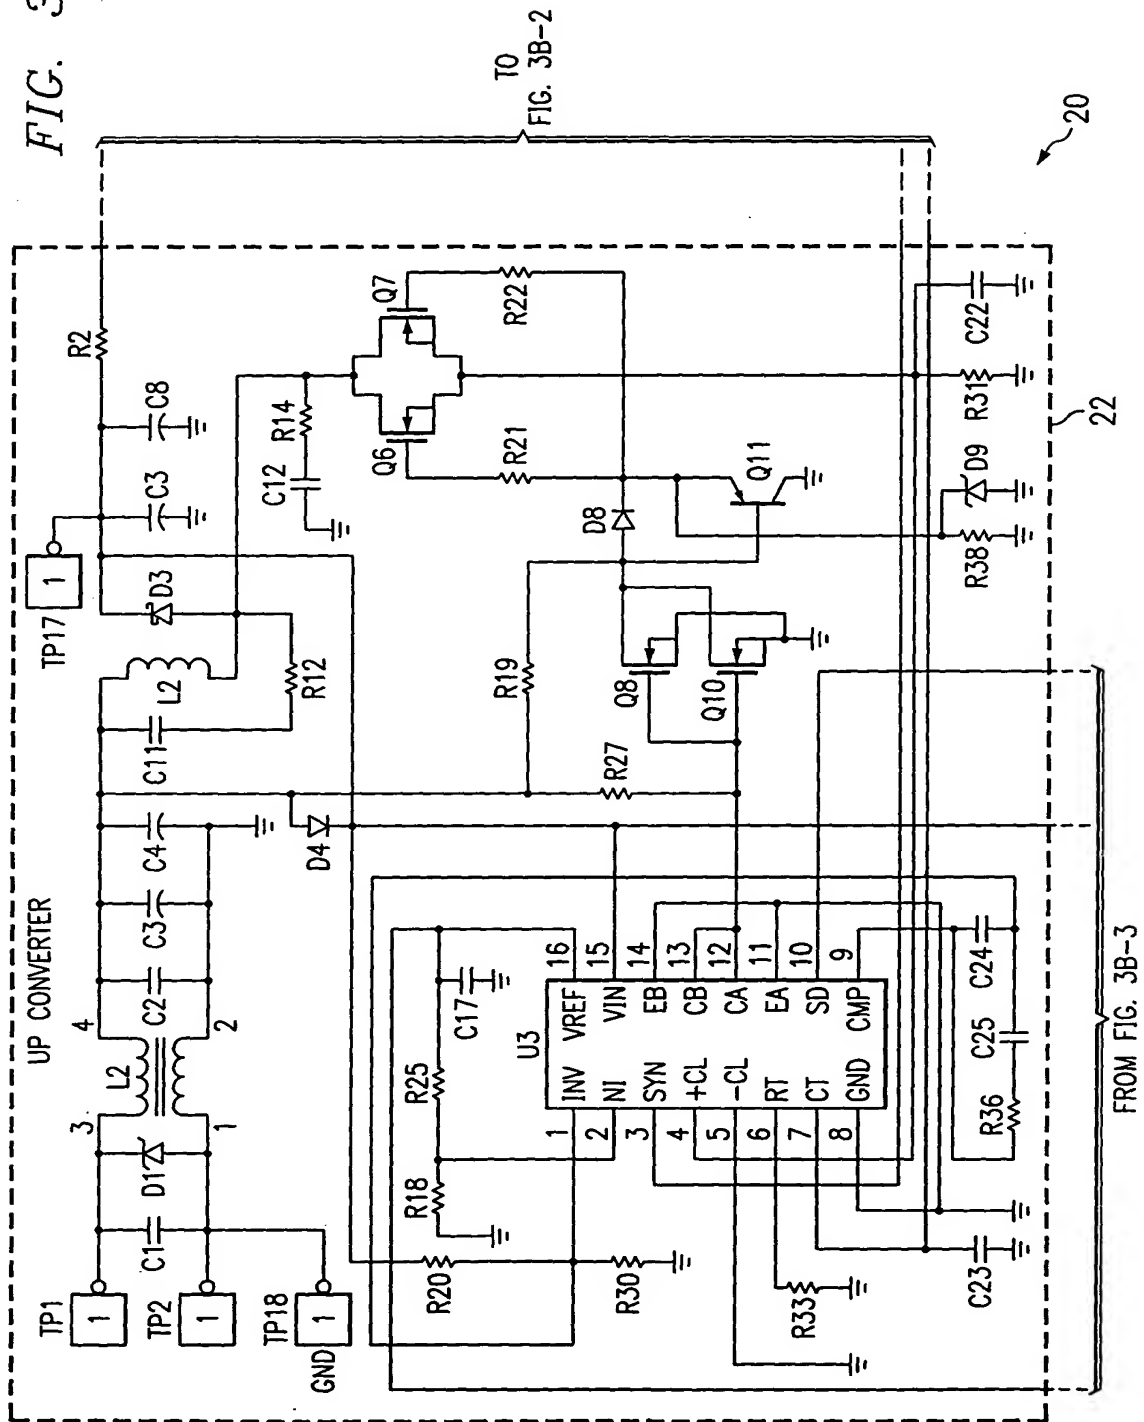 FIG. 3
TO
FIG. 3B-2
20
22
UP CONVERTER
TP1
1
TP2
1
TP18
1
GND
C1
D1
3
1
L2
4
2
C2
C3
C4
C11
L2
R12
D3
TP17
1
C3
C8
R2
D4
C12
R14
Q6
Q7
R21
R22
R19
D8
Q11
R27
Q8
Q10
R38
D9
R31
C22
R18
R25
C17
R20
R30
U3
1
2
3
4
5
6
7
8
INV
NI
SYN
+CL
-CL
RT
CT
GND
VREF
VIN
EB
CB
CA
EA
SD
CMP
16
15
14
13
12
11
10
9
R33
C23
R36
C25
C24
FROM FIG. 3B-3